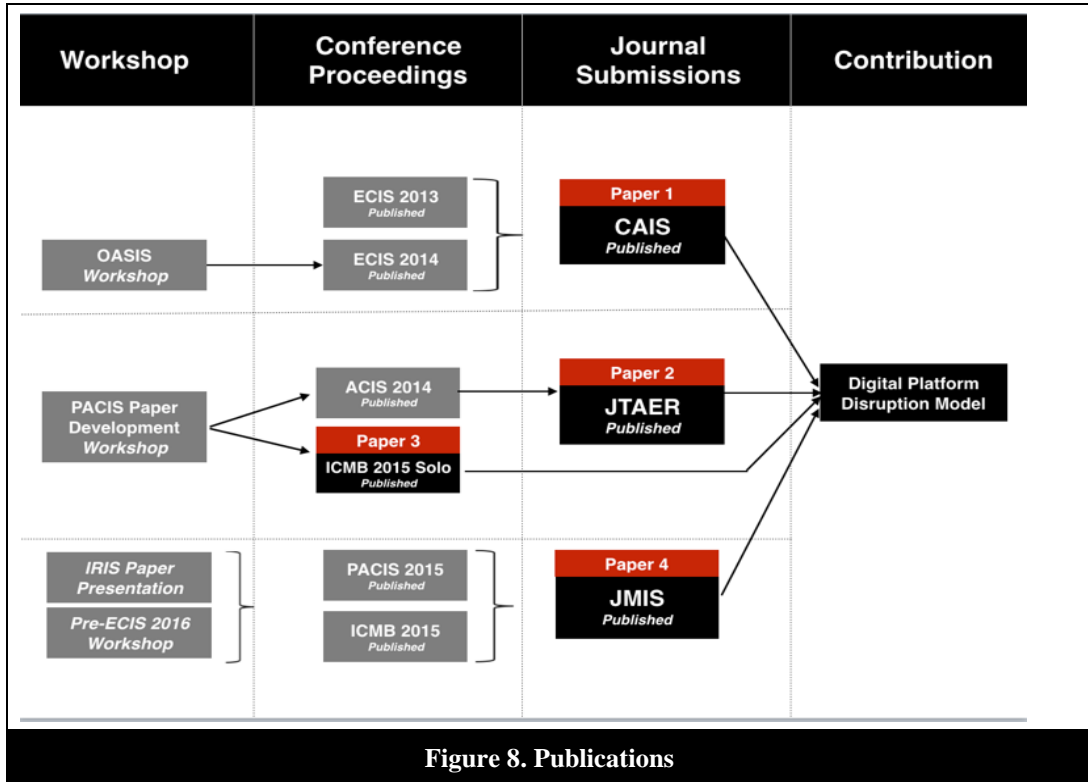 Workshop
Conference
Proceedings
Journal
Submissions
Contribution
ECIS 2013
Published
Paper 1
CAIS
Published
OASIS
Workshop
ECIS 2014
Published
PACIS Paper
Development
Workshop
ACIS 2014
Published
Paper 3
ICMB 2015 Solo
Published
Paper 2
JTAER
Published
Digital Platform
Disruption Model
IRIS Paper
Presentation
Pre-ECIS 2016
Workshop
PACIS 2015
Published
ICMB 2015
Published
Paper 4
JMIS
Published
Figure 8. Publications